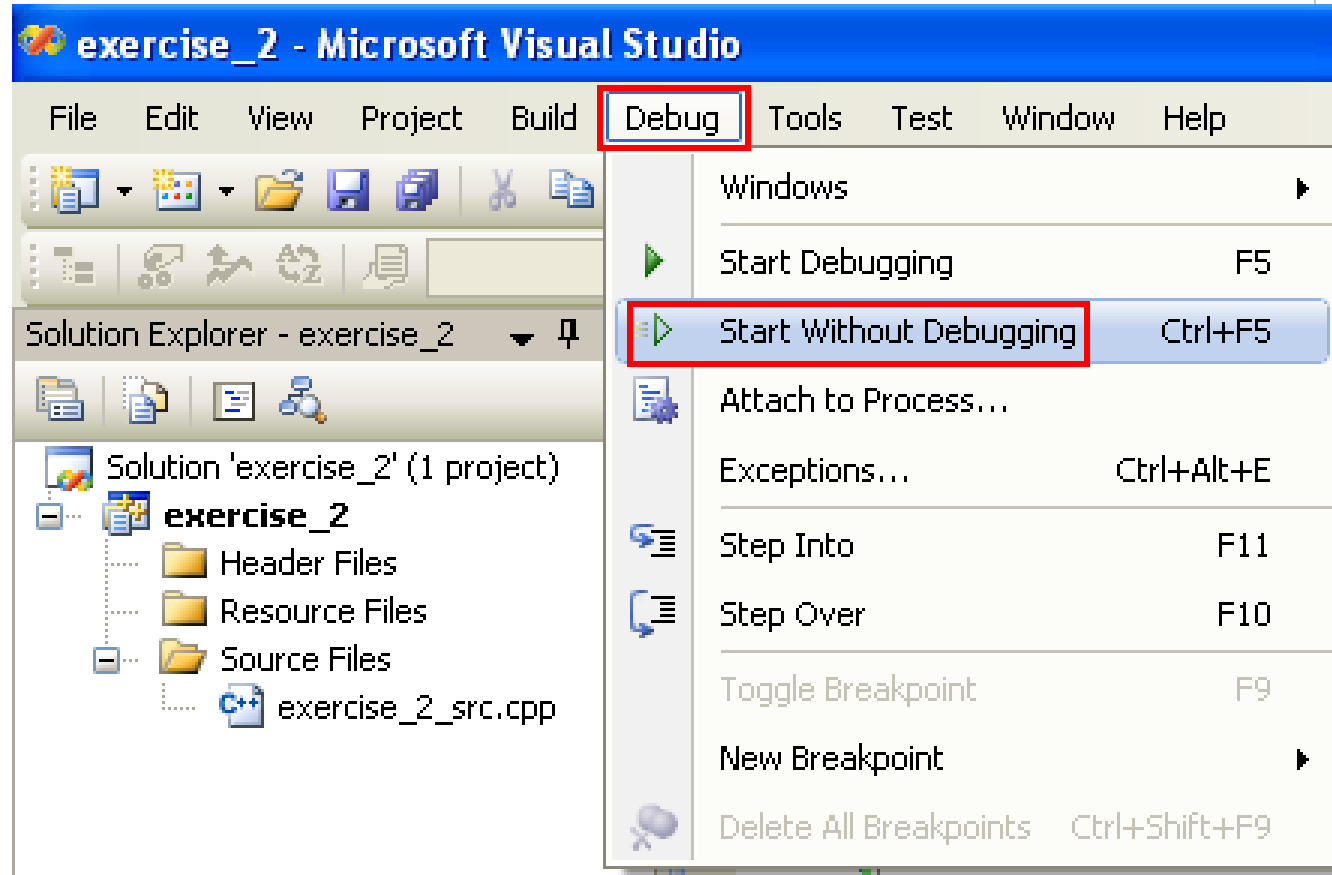 exercise_2 - Microsoft Visual Studio
File Edit View Project Build Debug Tools Test Window Help
Windows
Start Debugging F5
Start Without Debugging Ctrl+F5
Attach to Process...
Exceptions... Ctrl+Alt+E
Step Into F11
Step Over F10
Toggle Breakpoint F9
New Breakpoint
Delete All Breakpoints Ctrl+Shift+F9
Solution Explorer - exercise_2
Solution 'exercise_2' (1 project)
exercise_2
Header Files
Resource Files
Source Files
C++ exercise_2_src.cpp